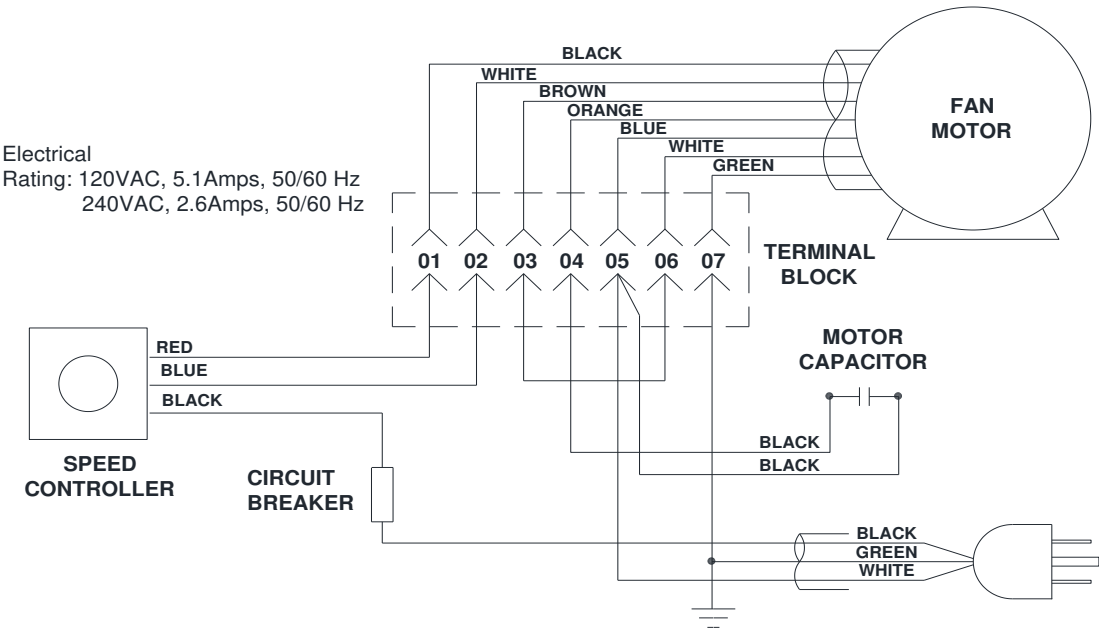 BLACK
WHITE
BROWN
ORANGE
BLUE
WHITE
GREEN
FAN
MOTOR
Electrical
Rating: 120VAC, 5.1Amps, 50/60 Hz
240VAC, 2.6Amps, 50/60 Hz
01 02 03 04 05 06 07
TERMINAL
BLOCK
MOTOR
CAPACITOR
RED
BLUE
BLACK
SPEED
CONTROLLER
CIRCUIT
BREAKER
BLACK
BLACK
BLACK
GREEN
WHITE